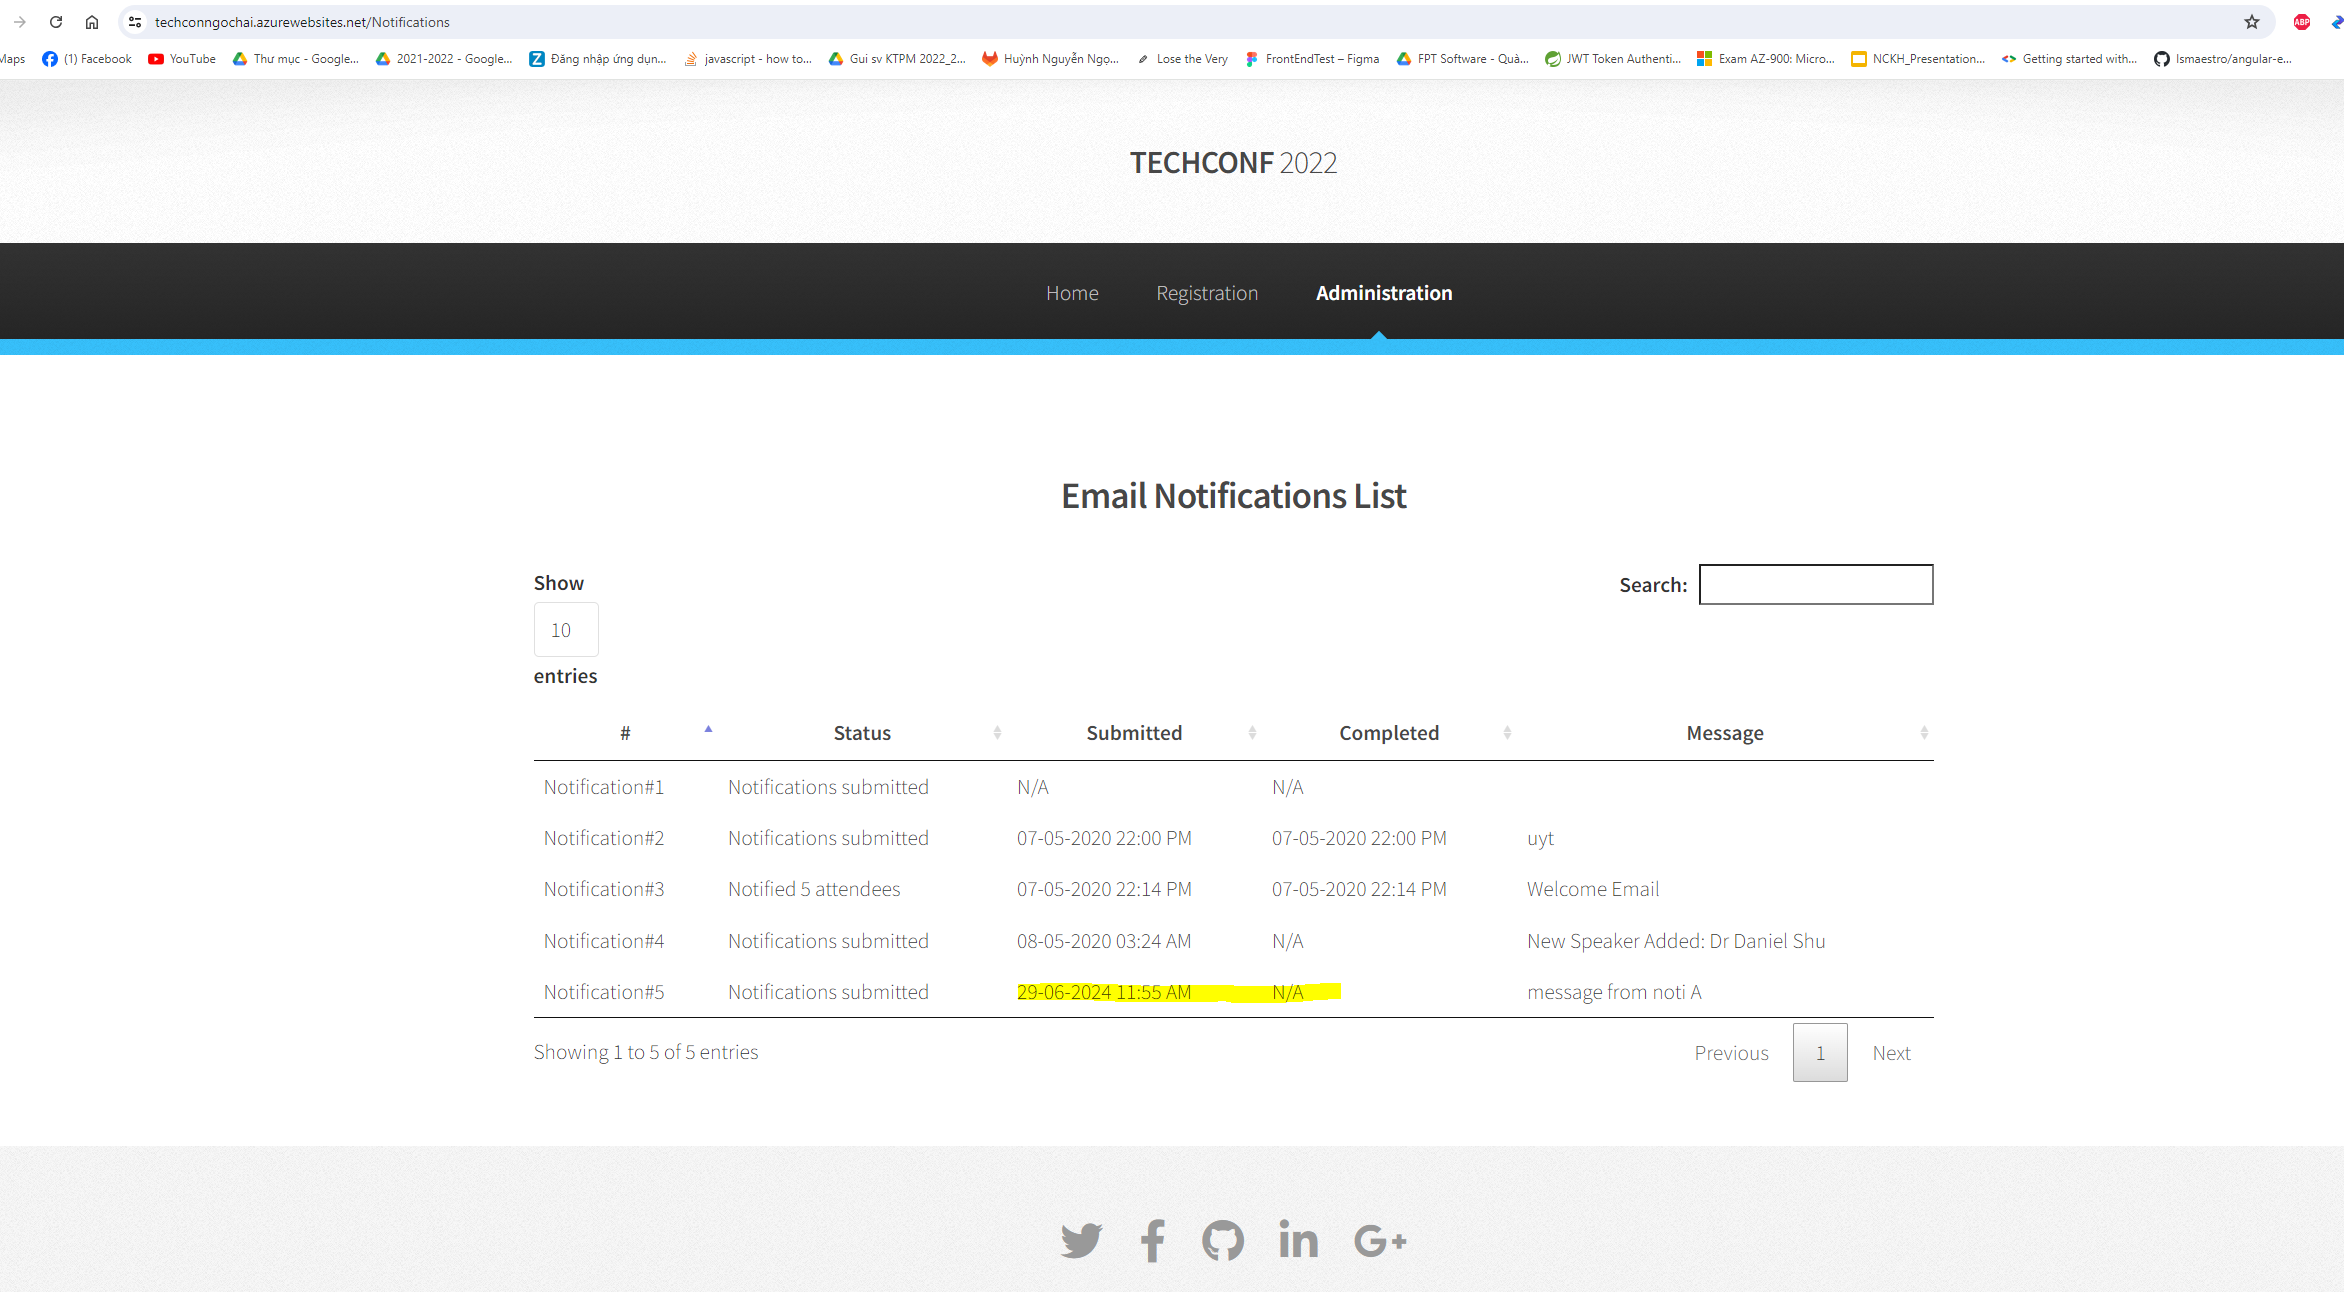 techconngochai.azurewebsites.net/Notifications
Maps (1) Facebook YouTube Thư mục - Google... 2021-2022 - Google... Đăng nhập ứng dụn... javascript - how to... Gui sv KTPM 2022_2... Huỳnh Nguyễn Ngọ... Lose the Very FrontEndTest – Figma FPT Software - Quà... JWT Token Authenti... Exam AZ-900: Micro... NCKH_Presentation... Getting started with... Ismaestro/angular-e...
TECHCONF 2022
Home Registration Administration
Email Notifications List
Show
Search:
10
entries
# Status Submitted Completed Message
Notification#1 Notifications submitted N/A N/A
Notification#2 Notifications submitted 07-05-2020 22:00 PM 07-05-2020 22:00 PM uyt
Notification#3 Notified 5 attendees 07-05-2020 22:14 PM 07-05-2020 22:14 PM Welcome Email
Notification#4 Notifications submitted 08-05-2020 03:24 AM N/A New Speaker Added: Dr Daniel Shu
Notification#5 Notifications submitted 29-06-2024 11:55 AM N/A message from noti A
Showing 1 to 5 of 5 entries
Previous 1 Next